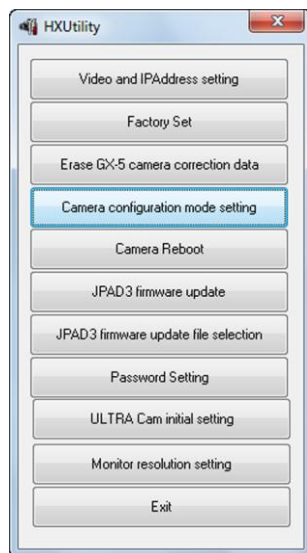 HXUtility
Video and IPAddress setting
Factory Set
Erase GX-5 camera correction data
Camera configuration mode setting
Camera Reboot
JPAD3 firmware update
JPAD3 firmware update file selection
Password Setting
ULTRA Cam initial setting
Monitor resolution setting
Exit